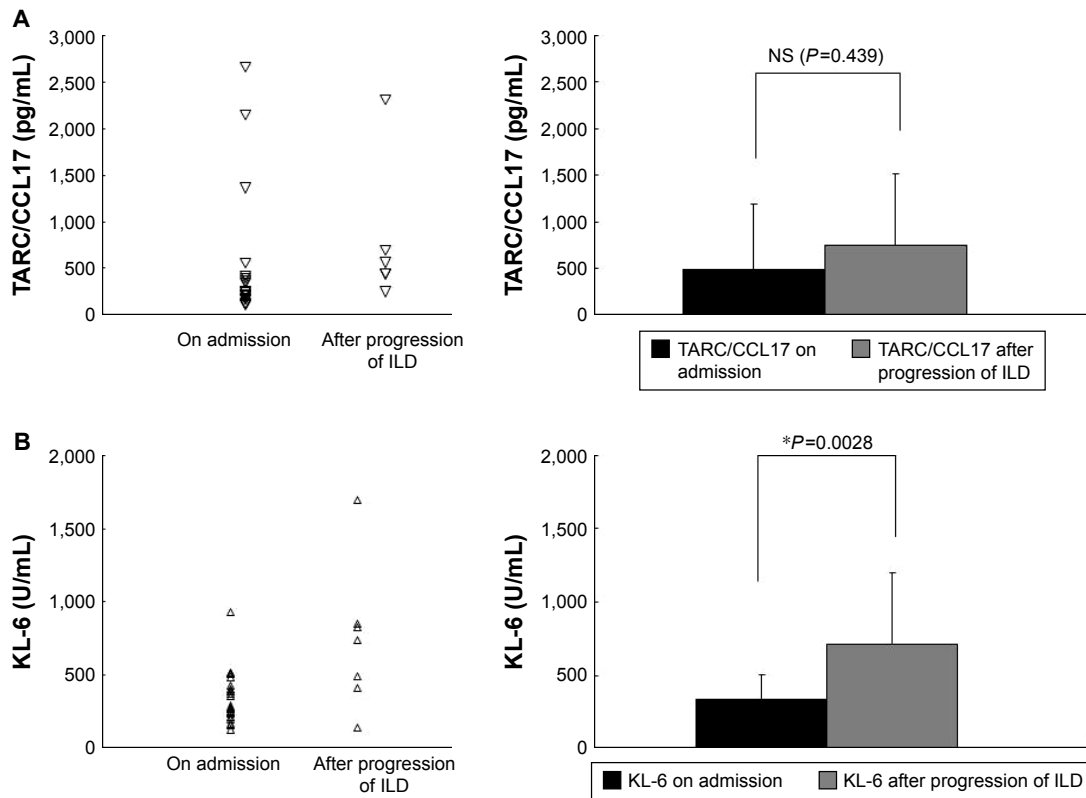 A
TARC/CCL17 (pg/mL)
3,000
2,500
2,000
1,500
1,000
500
0
On admission
After progression
of ILD
TARC/CCL17 (pg/mL)
3,000
2,500
2,000
1,500
1,000
500
0
NS (P=0.439)
TARC/CCL17 on
admission
TARC/CCL17 after
progression of ILD
B
KL-6 (U/mL)
2,000
1,500
1,000
500
0
On admission
After progression
of ILD
KL-6 (U/mL)
2,000
1,500
1,000
500
0
*P=0.0028
KL-6 on admission
KL-6 after progression of ILD